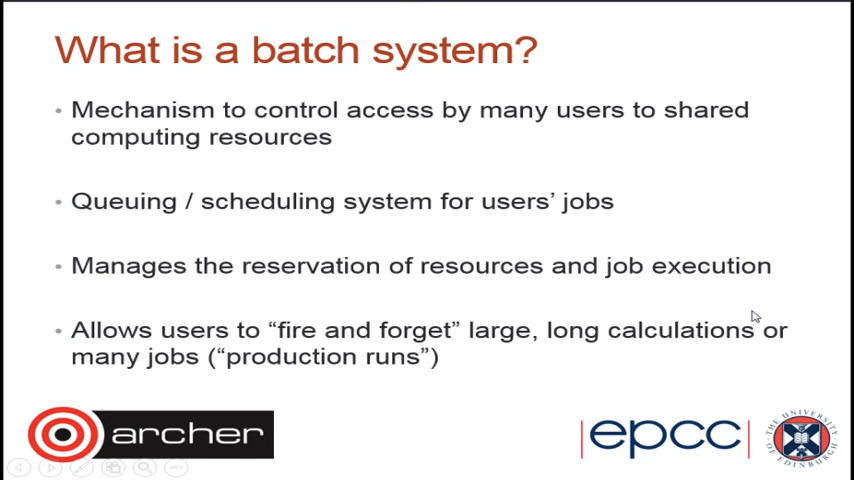 What is a batch system?
• Mechanism to control access by many users to shared
computing resources
• Queuing / scheduling system for users’ jobs
• Manages the reservation of resources and job execution
• Allows users to “fire and forget” large, long calculations or
many jobs (“production runs”)
archer
epcc
THE UNIVERSITY
OF EDINBURGH